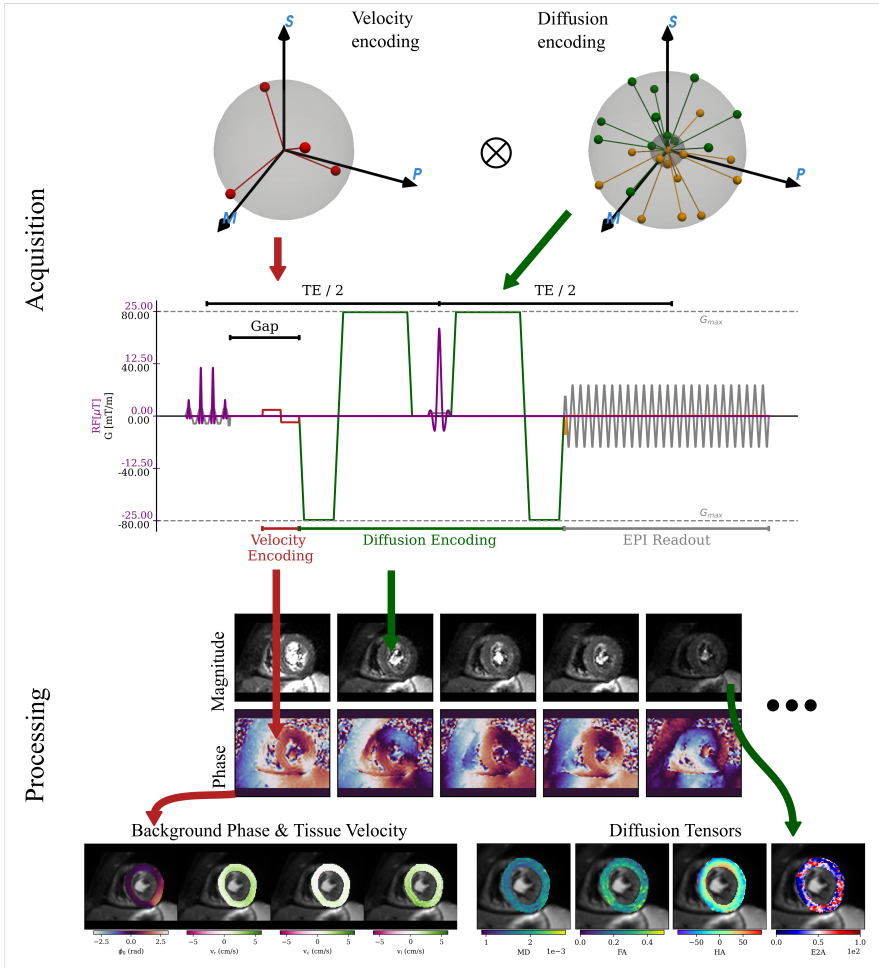 Velocity
encoding
Diffusion
encoding
S
P
M
S
P
M
Acquisition
TE / 2
TE / 2
25.00
80.00
Gap
G_max
12.50
40.00
0.00
0.00
RF[μT]
G [mT/m]
-12.50
-40.00
-25.00
-80.00
G_max
Velocity
Encoding
Diffusion Encoding
EPI Readout
Processing
Magnitude
Phase
Background Phase & Tissue Velocity
Diffusion Tensors
−2.5 0.0 2.5
ϕ₀ (rad)
−5 0 5
v_r (cm/s)
−5 0 5
v_c (cm/s)
−5 0 5
v_l (cm/s)
1 2
MD 1e−3
0.0 0.2 0.4
FA
−50 0 50
HA
0.0 0.5 1.0
E2A 1e2